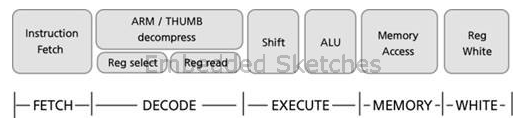 Instruction
Fetch
ARM / THUMB
decompress
Reg select
Reg read
Shift
ALU
Memory
Access
Reg
White
Embedded Sketches
FETCH
DECODE
EXECUTE
MEMORY
WHITE